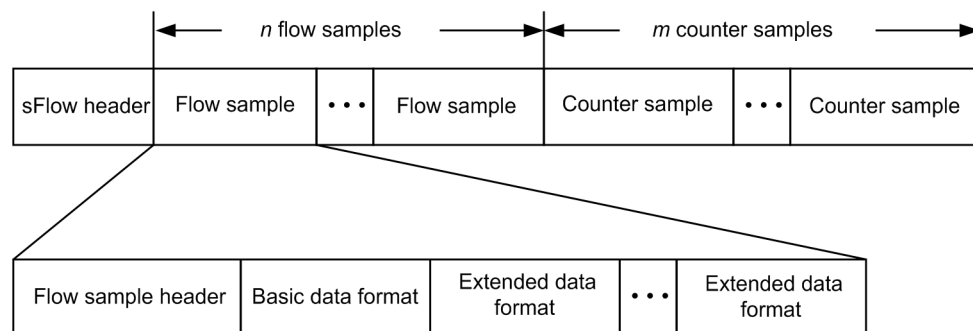 n flow samples
m counter samples
sFlow header
Flow sample
• • •
Flow sample
Counter sample
• • •
Counter sample
Flow sample header
Basic data format
Extended data
format
• • •
Extended data
format